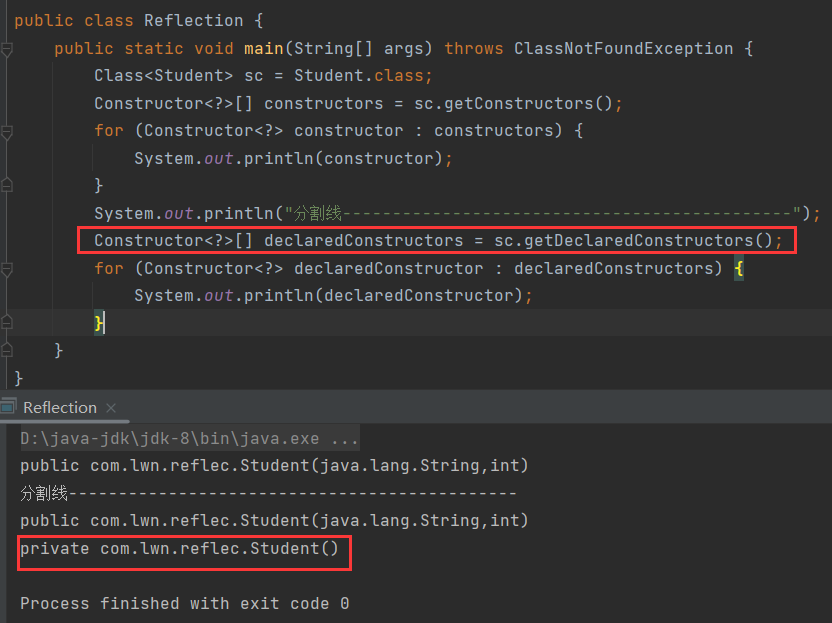 public class Reflection {
    public static void main(String[] args) throws ClassNotFoundException {
        Class<Student> sc = Student.class;
        Constructor<?>[] constructors = sc.getConstructors();
        for (Constructor<?> constructor : constructors) {
            System.out.println(constructor);
        }
        System.out.println("分割线---------------------------------------------");
        Constructor<?>[] declaredConstructors = sc.getDeclaredConstructors();
        for (Constructor<?> declaredConstructor : declaredConstructors) {
            System.out.println(declaredConstructor);
        }
    }
}
Reflection ×
D:\java-jdk\jdk-8\bin\java.exe ...
public com.lwn.reflec.Student(java.lang.String,int)
分割线---------------------------------------------
public com.lwn.reflec.Student(java.lang.String,int)
private com.lwn.reflec.Student()
Process finished with exit code 0